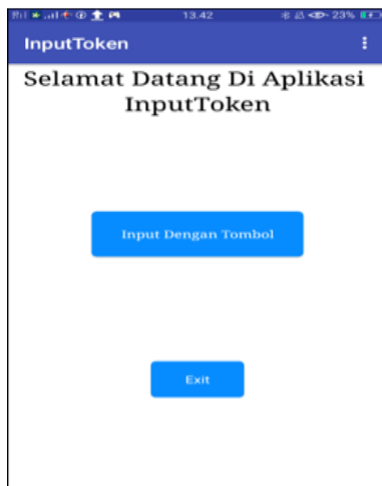 13.42
23%
InputToken
Selamat Datang Di Aplikasi
InputToken
Input Dengan Tombol
Exit